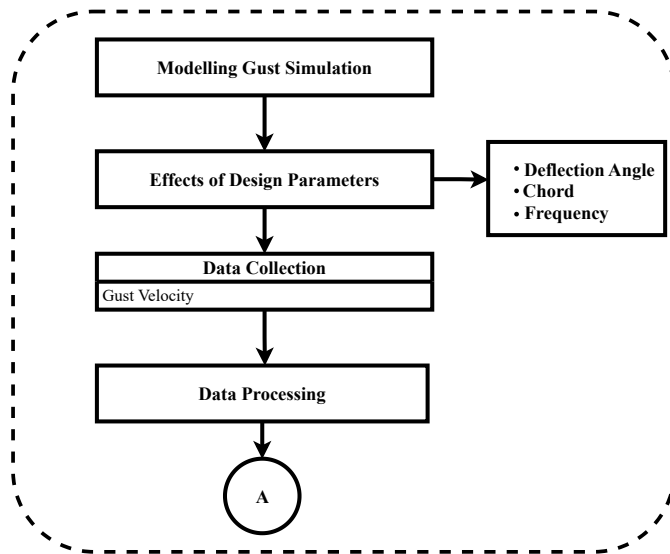 Modelling Gust Simulation
Effects of Design Parameters
• Deflection Angle
• Chord
• Frequency
Data Collection
Gust Velocity
Data Processing
A